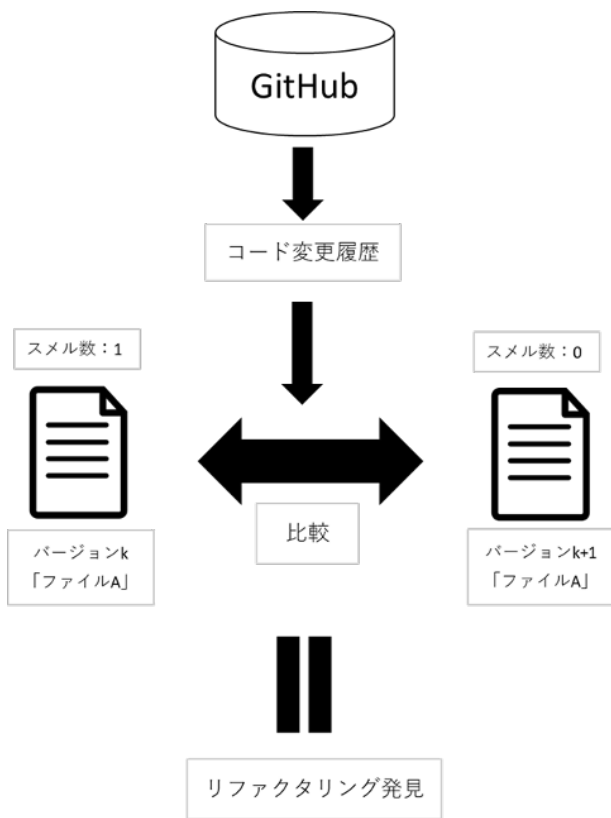 GitHub
コード変更履歴
スメル数：1
スメル数：0
比較
バージョンk
「ファイルA」
バージョンk+1
「ファイルA」
リファクタリング発見